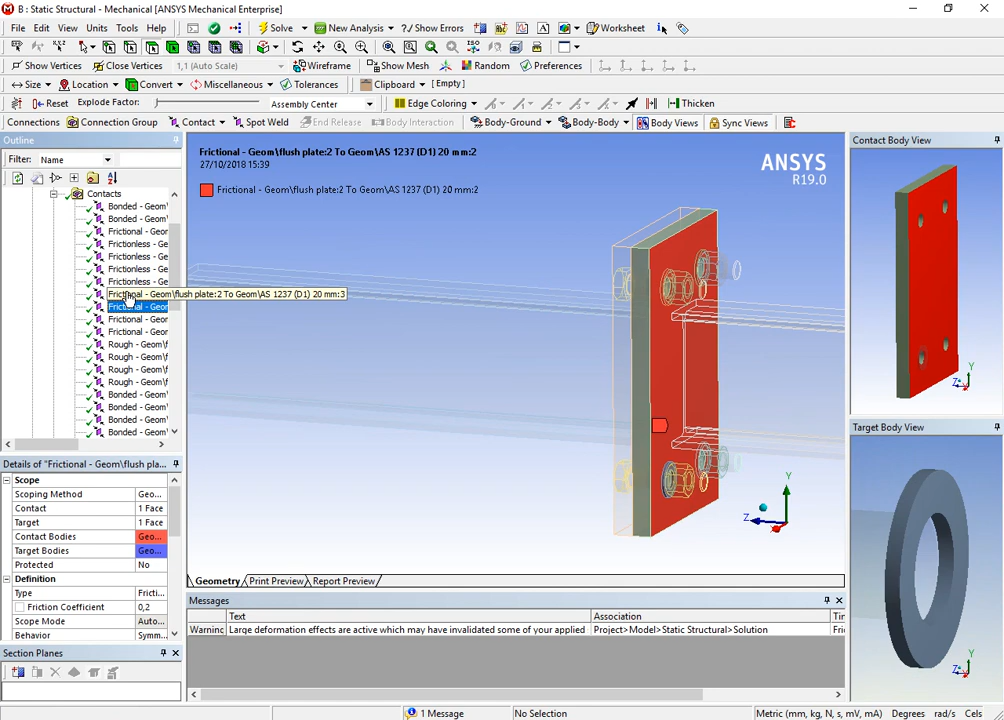 B : Static Structural - Mechanical [ANSYS Mechanical Enterprise]
File Edit View Units Tools Help Solve New Analysis ?/ Show Errors Worksheet
Show Vertices Close Vertices 1,1 (Auto Scale) Wireframe Show Mesh Random Preferences
Size Location Convert Miscellaneous Tolerances Clipboard [ Empty ]
Reset Explode Factor: Assembly Center Edge Coloring Thicken
Connections Connection Group Contact Spot Weld End Release Body Interaction Body-Ground Body-Body Body Views Sync Views
Outline
Filter: Name
Contacts
Bonded - Geom\
Bonded - Geom\
Frictional - Geor
Frictionless - Ge
Frictionless - Ge
Frictionless - Ge
Frictionless - Ge
Frictional - Geom\flush plate:2 To Geom\AS 1237 (D1) 20 mm:3
Frictional - Geor
Frictional - Geor
Frictional - Geor
Rough - Geom\f
Rough - Geom\f
Rough - Geom\f
Rough - Geom\f
Bonded - Geom\
Bonded - Geom\
Bonded - Geom\
Bonded - Geom\
Details of "Frictional - Geom\flush pla...
Scope
Scoping Method Geo...
Contact 1 Face
Target 1 Face
Contact Bodies Geo...
Target Bodies Geo...
Protected No
Definition
Type Fricti...
Friction Coefficient 0,2
Scope Mode Auto...
Behavior Symm...
Section Planes
Frictional - Geom\flush plate:2 To Geom\AS 1237 (D1) 20 mm:2
27/10/2018 15:39
Frictional - Geom\flush plate:2 To Geom\AS 1237 (D1) 20 mm:2
ANSYS
R19.0
Y
Z
Geometry Print Preview Report Preview
Messages
Text Association Tir
Warninc Large deformation effects are active which may have invalidated some of your applied Project>Model>Static Structural>Solution Fric
Contact Body View
Y
Z
Target Body View
Y
Z
1 Message No Selection Metric (mm, kg, N, s, mV, mA) Degrees rad/s Cels